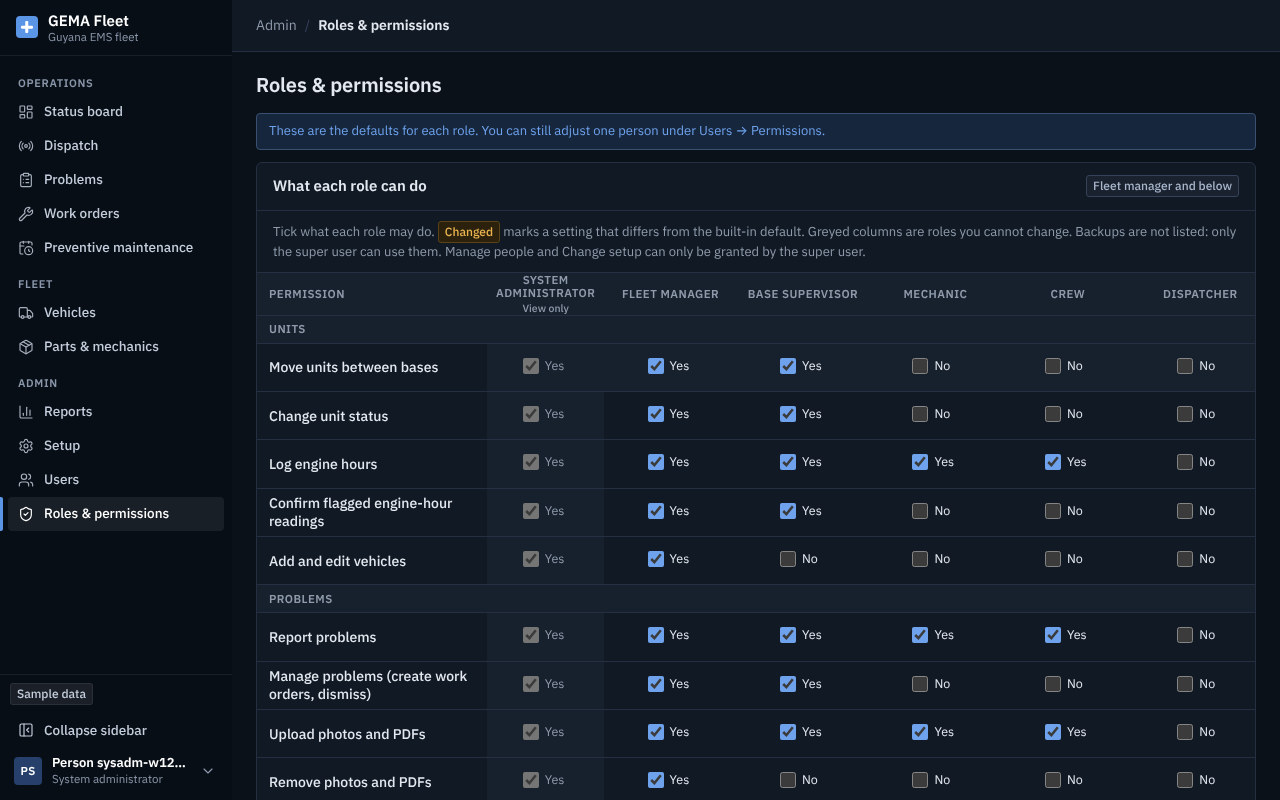 GEMA Fleet
Guyana EMS fleet
OPERATIONS
Status board
Dispatch
Problems
Work orders
Preventive maintenance
FLEET
Vehicles
Parts & mechanics
ADMIN
Reports
Setup
Users
Roles & permissions
Sample data
Collapse sidebar
PS
Person sysadm-w12...
System administrator
Admin / Roles & permissions
Roles & permissions
These are the defaults for each role. You can still adjust one person under Users → Permissions.
What each role can do
Fleet manager and below
Tick what each role may do. Changed marks a setting that differs from the built-in default. Greyed columns are roles you cannot change. Backups are not listed: only
the super user can use them. Manage people and Change setup can only be granted by the super user.
PERMISSION SYSTEM ADMINISTRATOR View only FLEET MANAGER BASE SUPERVISOR MECHANIC CREW DISPATCHER
UNITS
Move units between bases Yes Yes Yes No No No
Change unit status Yes Yes Yes No No No
Log engine hours Yes Yes Yes Yes Yes No
Confirm flagged engine-hour
readings Yes Yes Yes No No No
Add and edit vehicles Yes Yes No No No No
PROBLEMS
Report problems Yes Yes Yes Yes Yes No
Manage problems (create work
orders, dismiss) Yes Yes Yes No No No
Upload photos and PDFs Yes Yes Yes Yes Yes No
Remove photos and PDFs Yes Yes No No No No